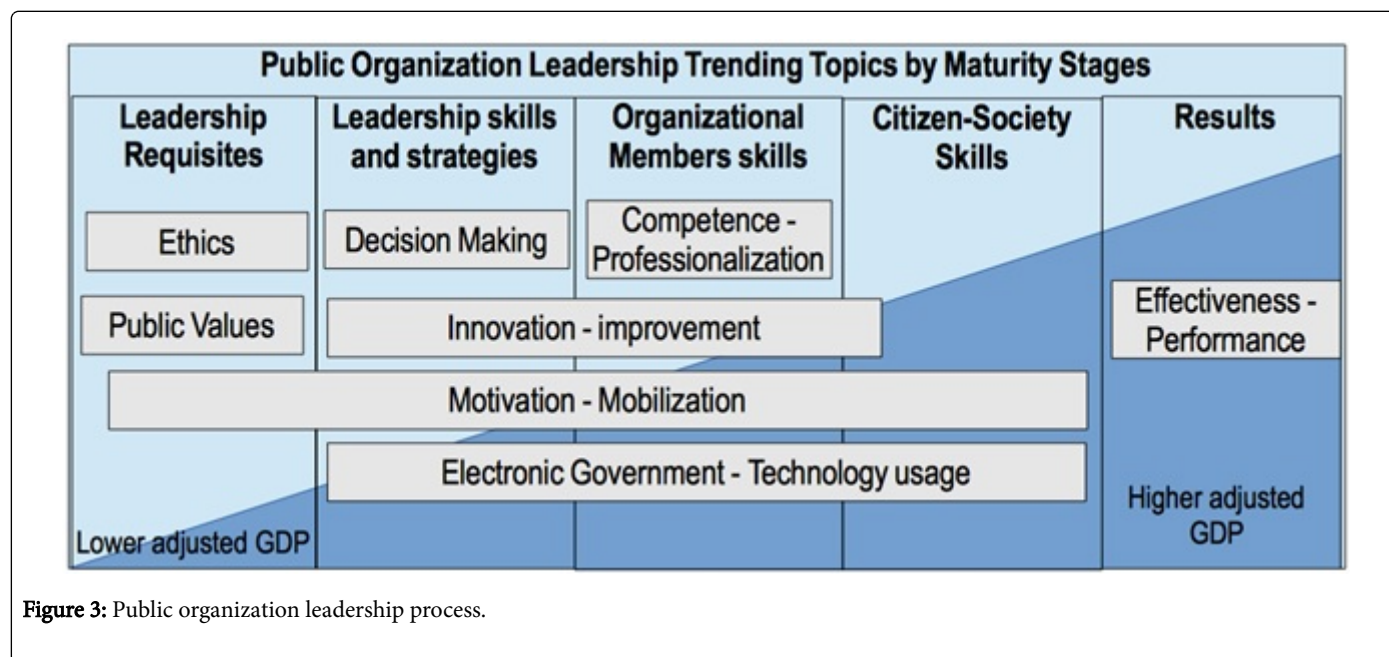 Public Organization Leadership Trending Topics by Maturity Stages
Leadership
Requisites
Leadership skills
and strategies
Organizational
Members skills
Citizen-Society
Skills
Results
Ethics
Decision Making
Competence -
Professionalization
Public Values
Innovation - improvement
Effectiveness -
Performance
Motivation - Mobilization
Electronic Government - Technology usage
Lower adjusted GDP
Higher adjusted
GDP
Figure 3: Public organization leadership process.